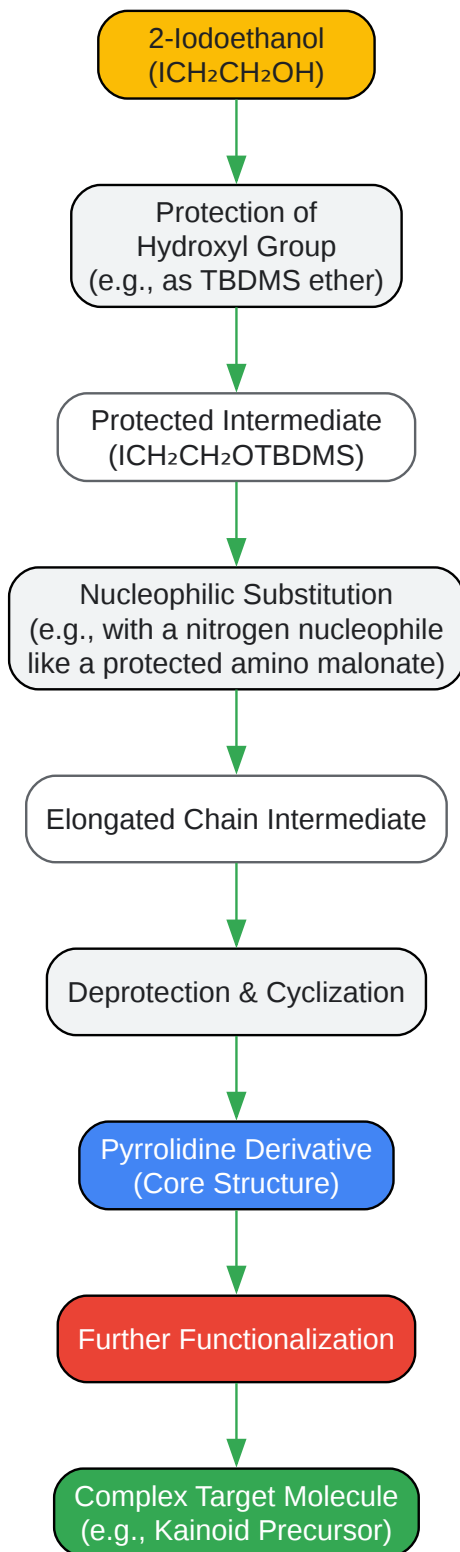 2-Iodoethanol
(ICH₂CH₂OH)
Protection of
Hydroxyl Group
(e.g., as TBDMS ether)
Protected Intermediate
(ICH₂CH₂OTBDMS)
Nucleophilic Substitution
(e.g., with a nitrogen nucleophile
like a protected amino malonate)
Elongated Chain Intermediate
Deprotection & Cyclization
Pyrrolidine Derivative
(Core Structure)
Further Functionalization
Complex Target Molecule
(e.g., Kainoid Precursor)